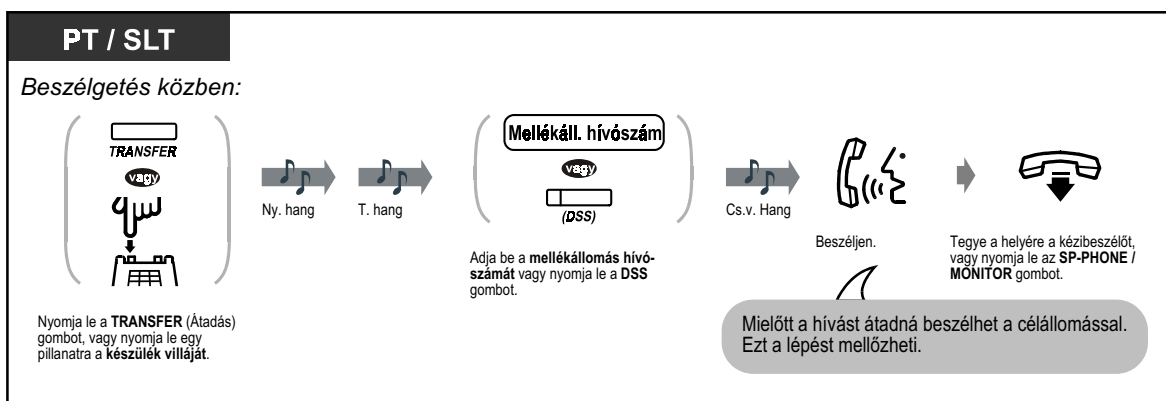 PT / SLT
Beszélgetés közben:
TRANSFER
vagy
Nyomja le a TRANSFER (Átadás)
gombot, vagy nyomja le egy
pillanatra a készülék villáját.
Ny. hang
T. hang
Mellékáll. hívószám
vagy
(DSS)
Adja be a mellékállomás hívó-
számát vagy nyomja le a DSS
gombot.
Cs.v. Hang
Beszéljen.
Tegye a helyére a kézibeszélőt,
vagy nyomja le az SP-PHONE /
MONITOR gombot.
Mielőtt a hívást átadná beszélhet a célállomással.
Ezt a lépést mellőzheti.